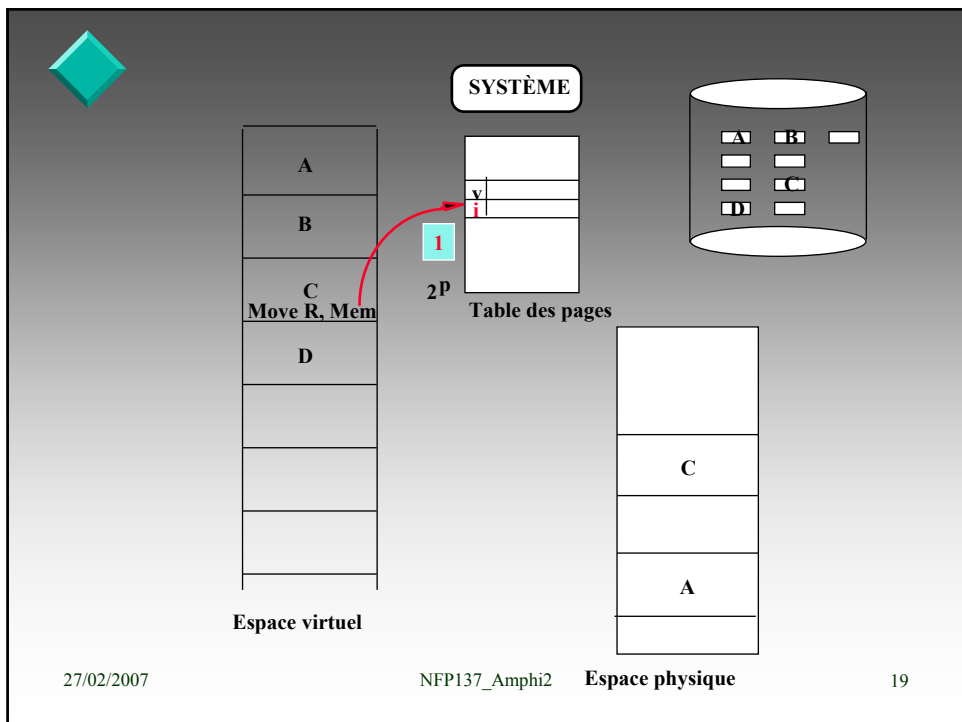 SYSTÈME
A
B
C
Move R, Mem
D
Espace virtuel
v
i
1
2p
Table des pages
A B
C
D
C
A
Espace physique
27/02/2007
NFP137_Amphi2
19